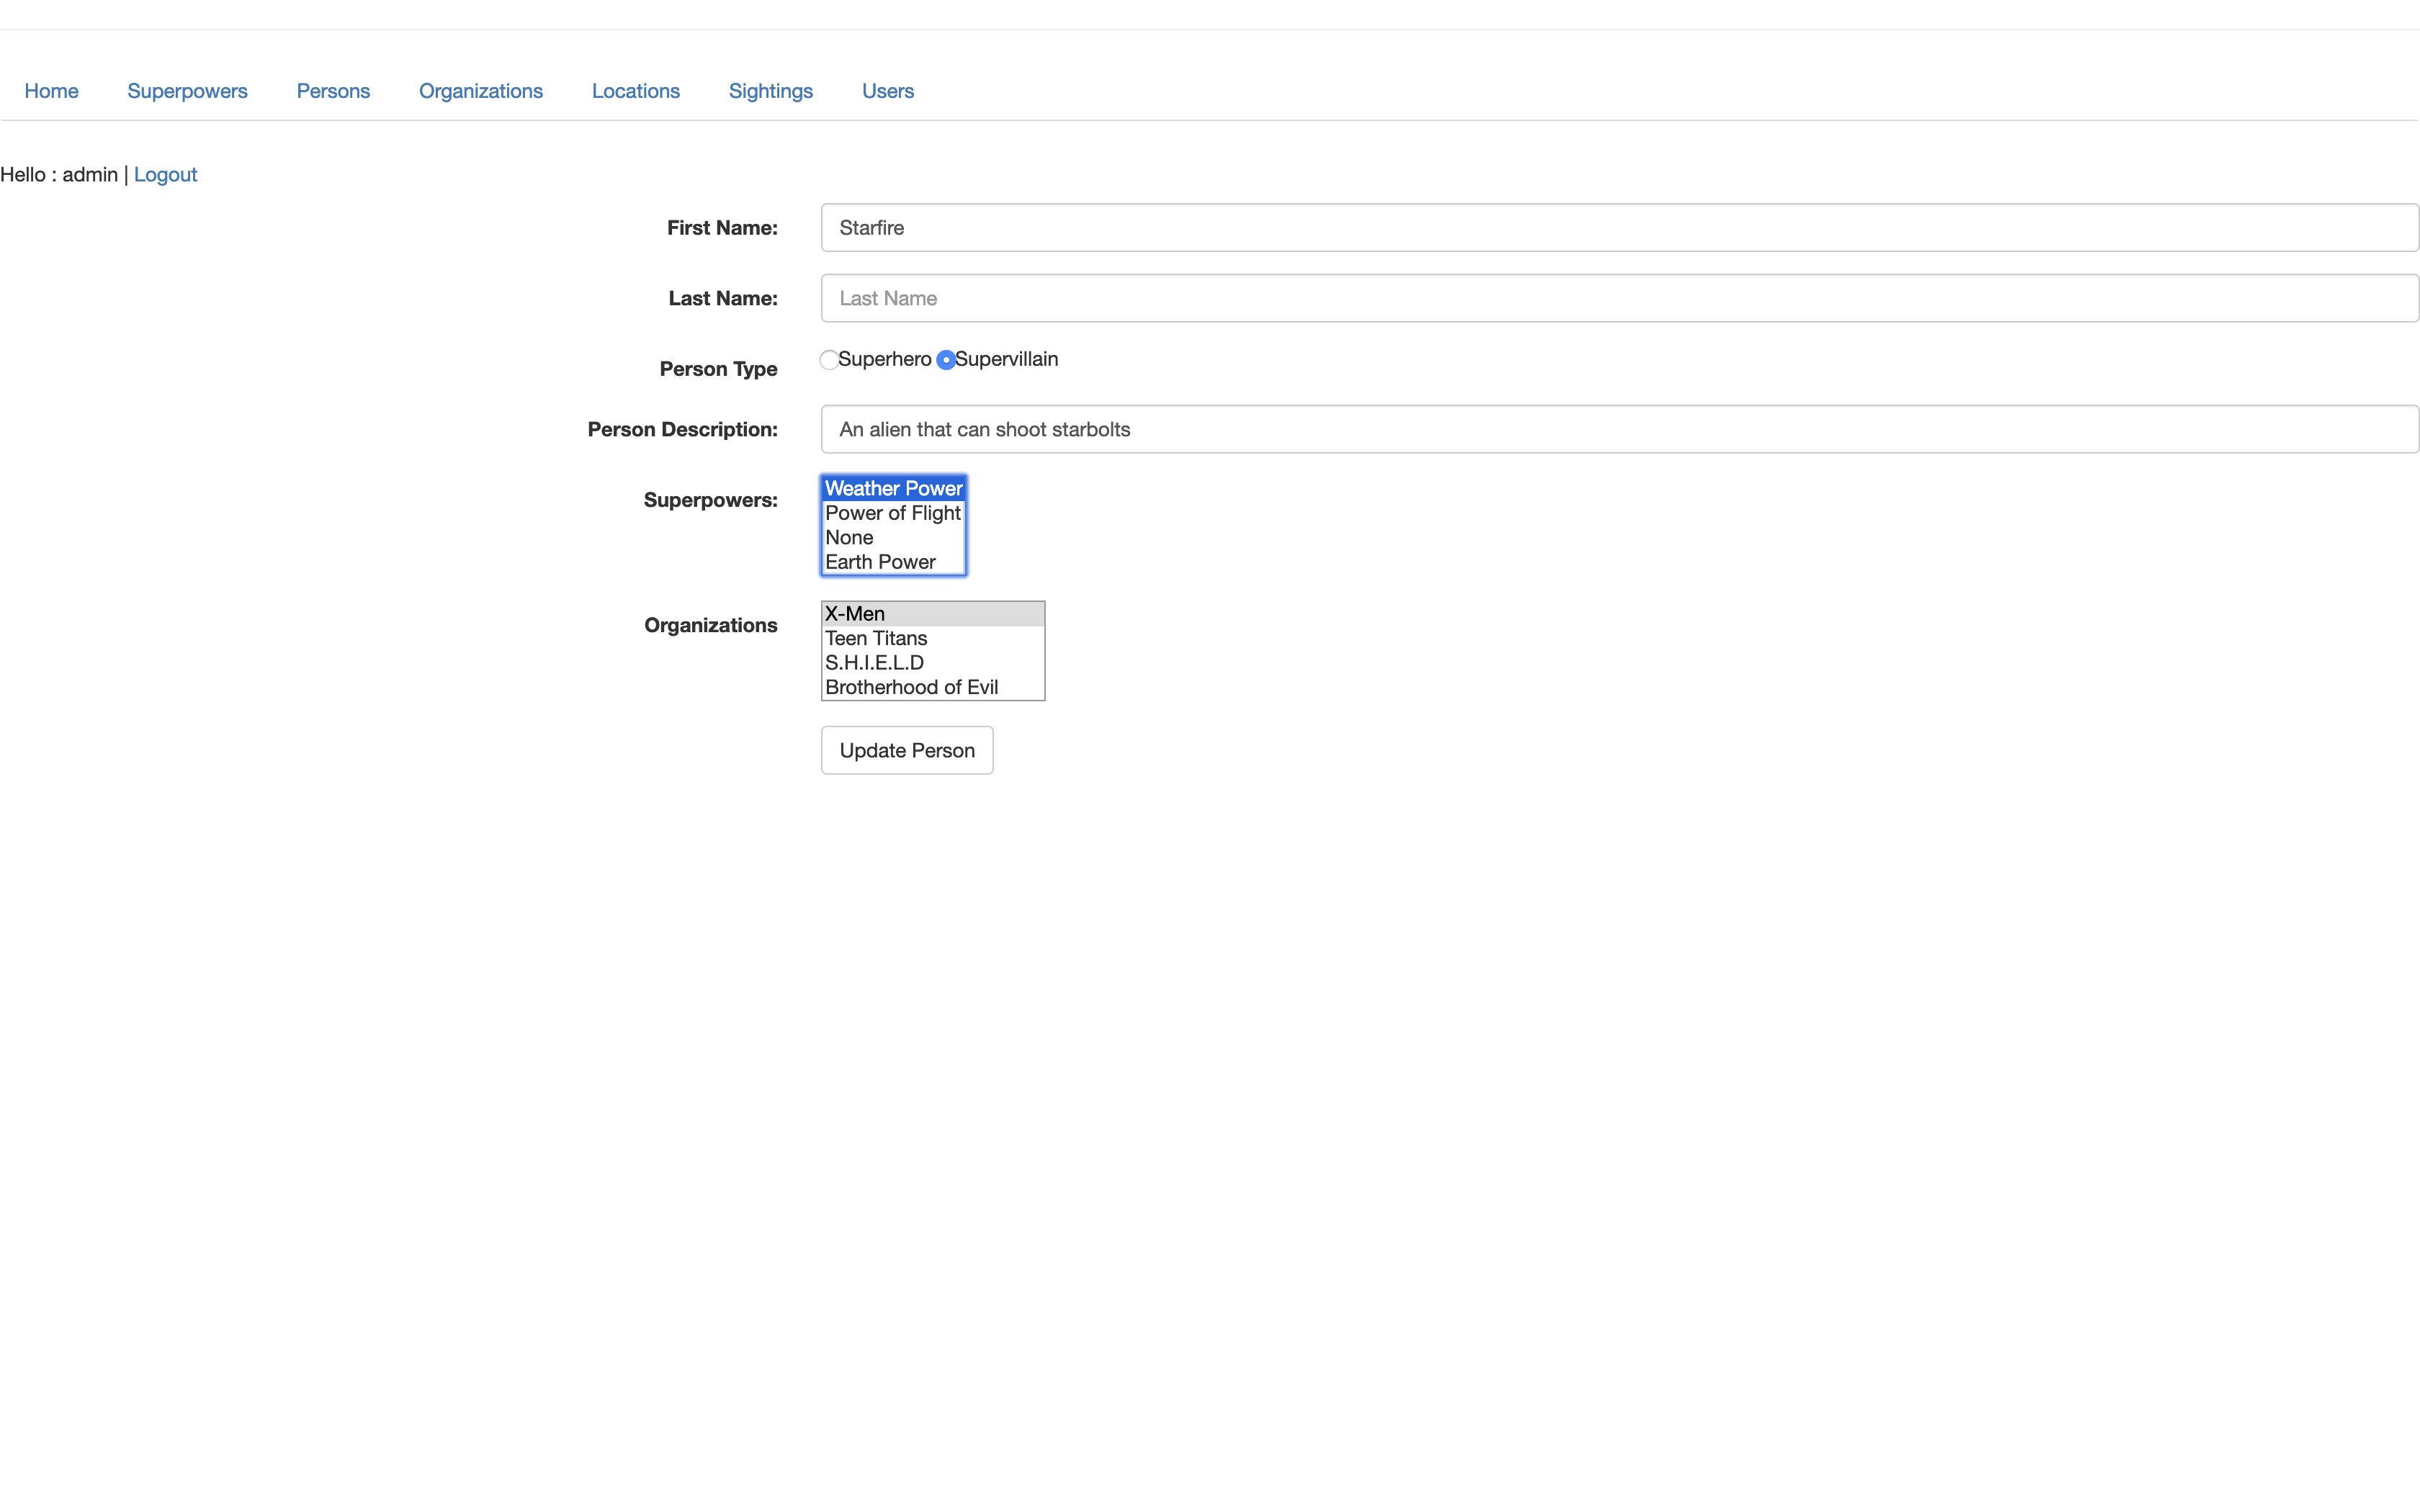 Home Superpowers Persons Organizations Locations Sightings Users
Hello : admin | Logout
First Name: Starfire
Last Name: Last Name
Person Type Superhero Supervillain
Person Description: An alien that can shoot starbolts
Superpowers: Weather Power
Power of Flight
None
Earth Power
Organizations X-Men
Teen Titans
S.H.I.E.L.D
Brotherhood of Evil
Update Person